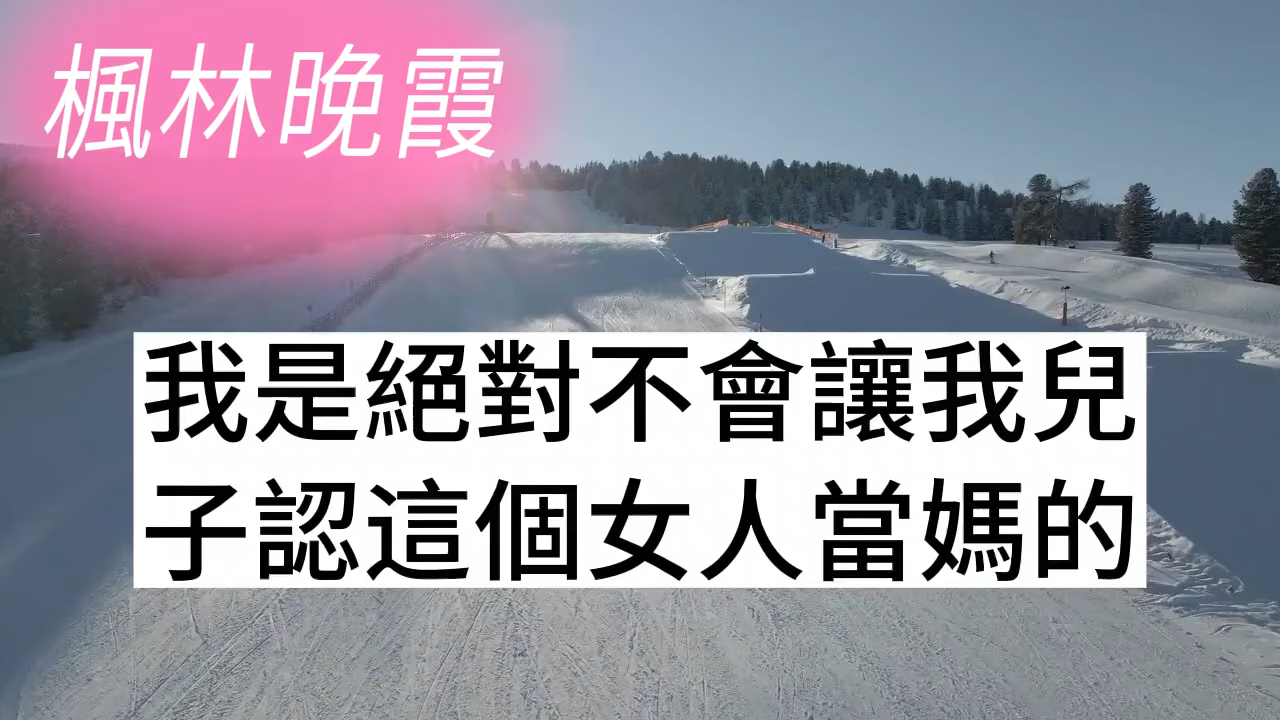 楓林晚霞
我是絕對不會讓我兒
子認這個女人當媽的